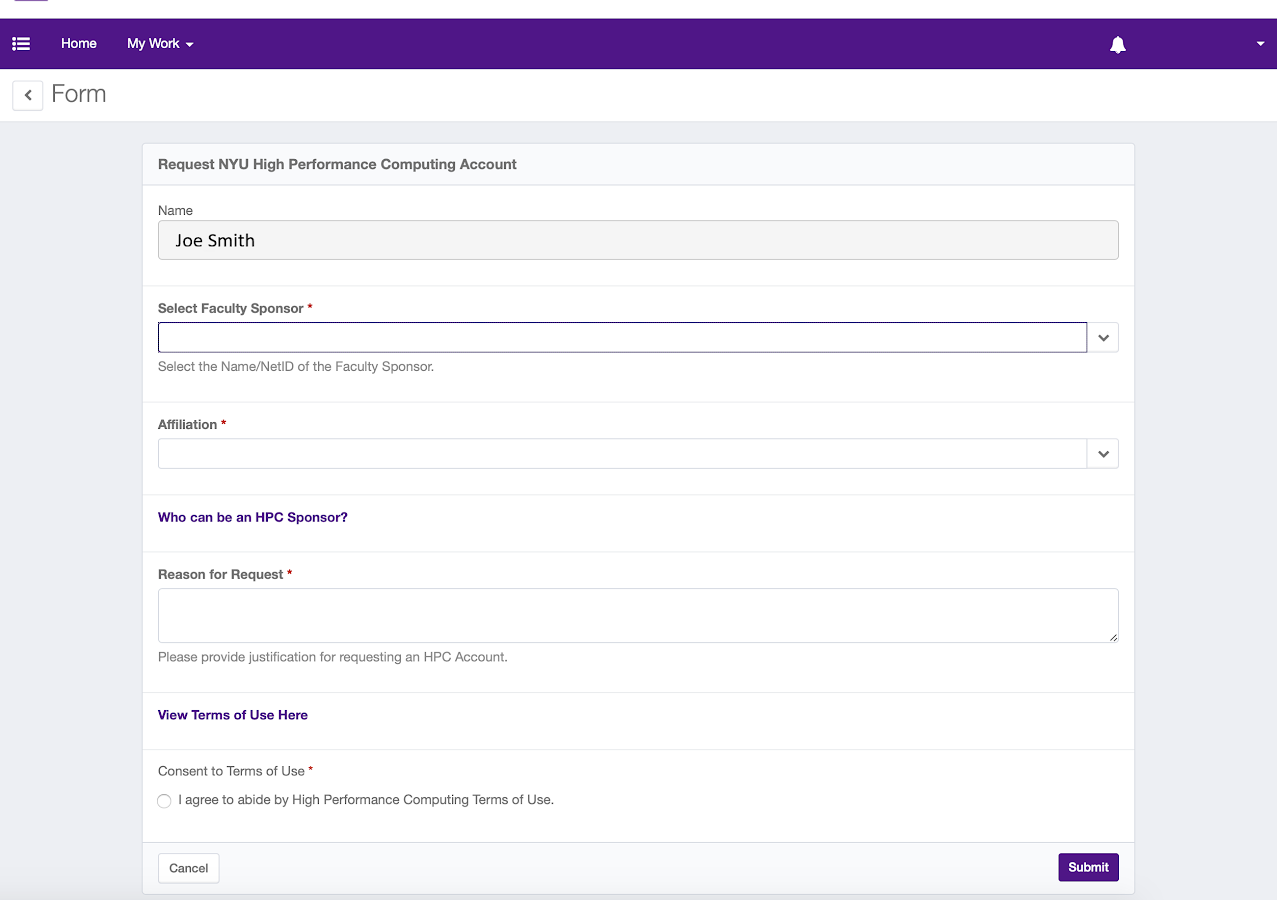 Home My Work
Form
Request NYU High Performance Computing Account
Name
Joe Smith
Select Faculty Sponsor *
Select the Name/NetID of the Faculty Sponsor.
Affiliation *
Who can be an HPC Sponsor?
Reason for Request *
Please provide justification for requesting an HPC Account.
View Terms of Use Here
Consent to Terms of Use *
I agree to abide by High Performance Computing Terms of Use.
Cancel Submit